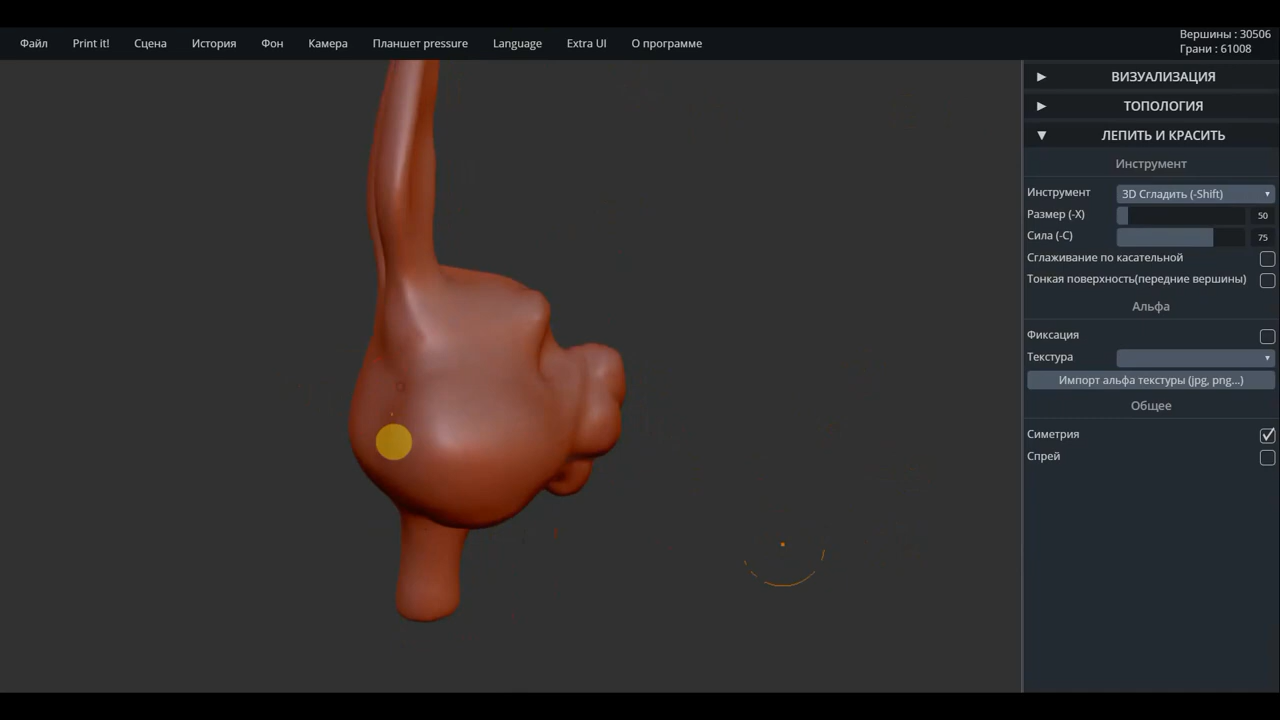 Файл Print it! Сцена История Фон Камера Планшет pressure Language Extra UI О программе
Вершины : 30506
Грани : 61008
ВИЗУАЛИЗАЦИЯ
ТОПОЛОГИЯ
ЛЕПИТЬ И КРАСИТЬ
Инструмент
Инструмент 3D Сгладить (-Shift)
Размер (-X) 50
Сила (-C) 75
Сглаживание по касательной
Тонкая поверхность(передние вершины)
Альфа
Фиксация
Текстура
Импорт альфа текстуры (jpg, png...)
Общее
Симетрия
Спрей